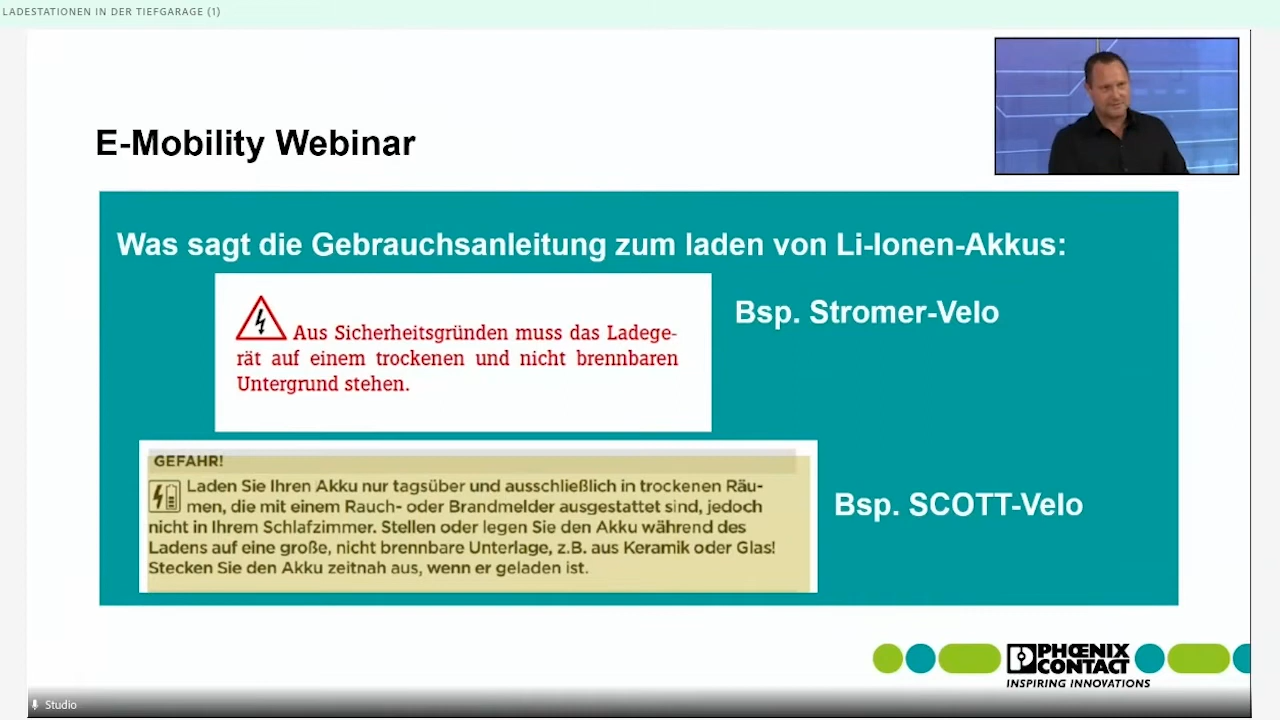 LADESTATIONEN IN DER TIEFGARAGE (1)
E-Mobility Webinar
Was sagt die Gebrauchsanleitung zum laden von Li-Ionen-Akkus:
Aus Sicherheitsgründen muss das Ladege-
rät auf einem trockenen und nicht brennbaren
Untergrund stehen.
Bsp. Stromer-Velo
GEFAHR!
Laden Sie Ihren Akku nur tagsüber und ausschließlich in trockenen Räu-
men, die mit einem Rauch- oder Brandmelder ausgestattet sind, jedoch
nicht in Ihrem Schlafzimmer. Stellen oder legen Sie den Akku während des
Ladens auf eine große, nicht brennbare Unterlage, z.B. aus Keramik oder Glas!
Stecken Sie den Akku zeitnah aus, wenn er geladen ist.
Bsp. SCOTT-Velo
PHŒNIX
CONTACT
INSPIRING INNOVATIONS
Studio